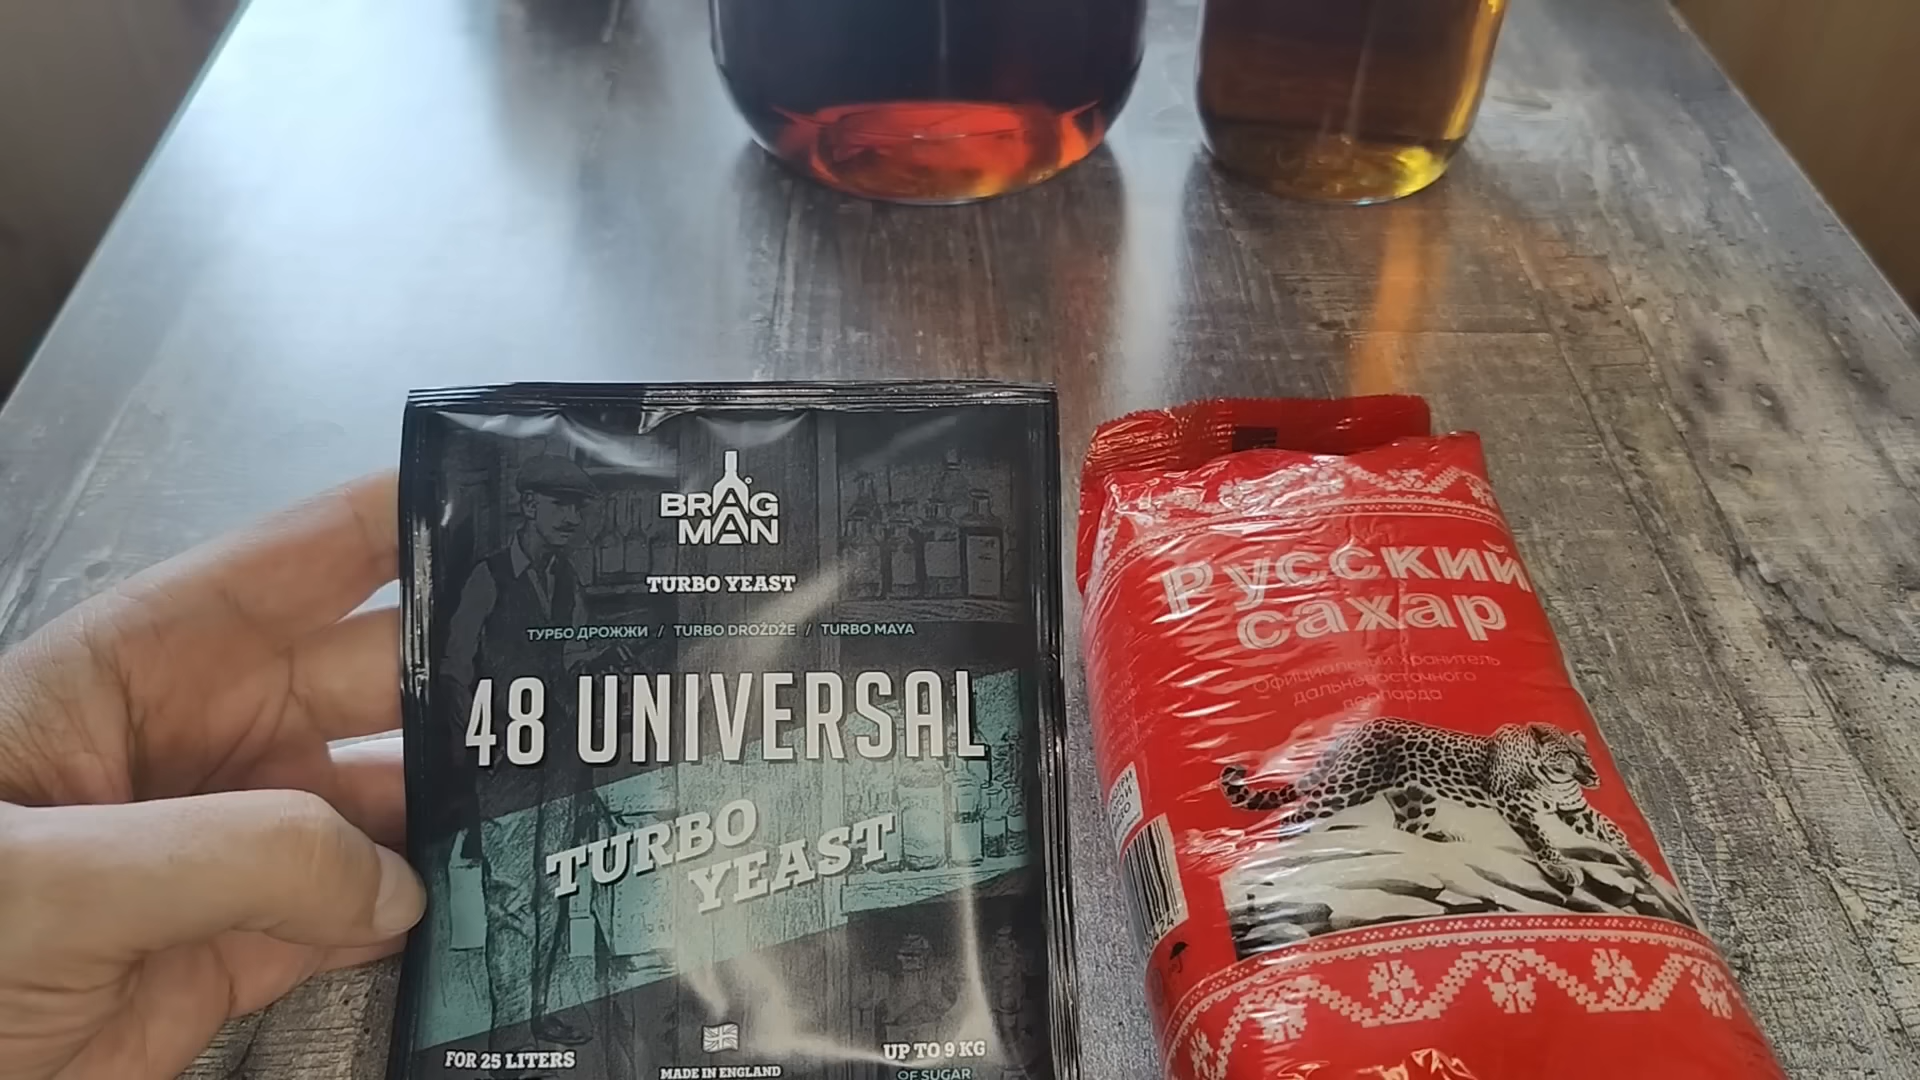 BRAG
MAN
TURBO YEAST
ТУРБО ДРОЖЖИ / TURBO DROŻDŻE / TURBO MAYA
48 UNIVERSAL
TURBO
YEAST
FOR 25 LITERS
MADE IN ENGLAND
UP TO 9 KG
OF SUGAR
Русский
сахар
Официальный хранитель
дальневосточного
леопарда